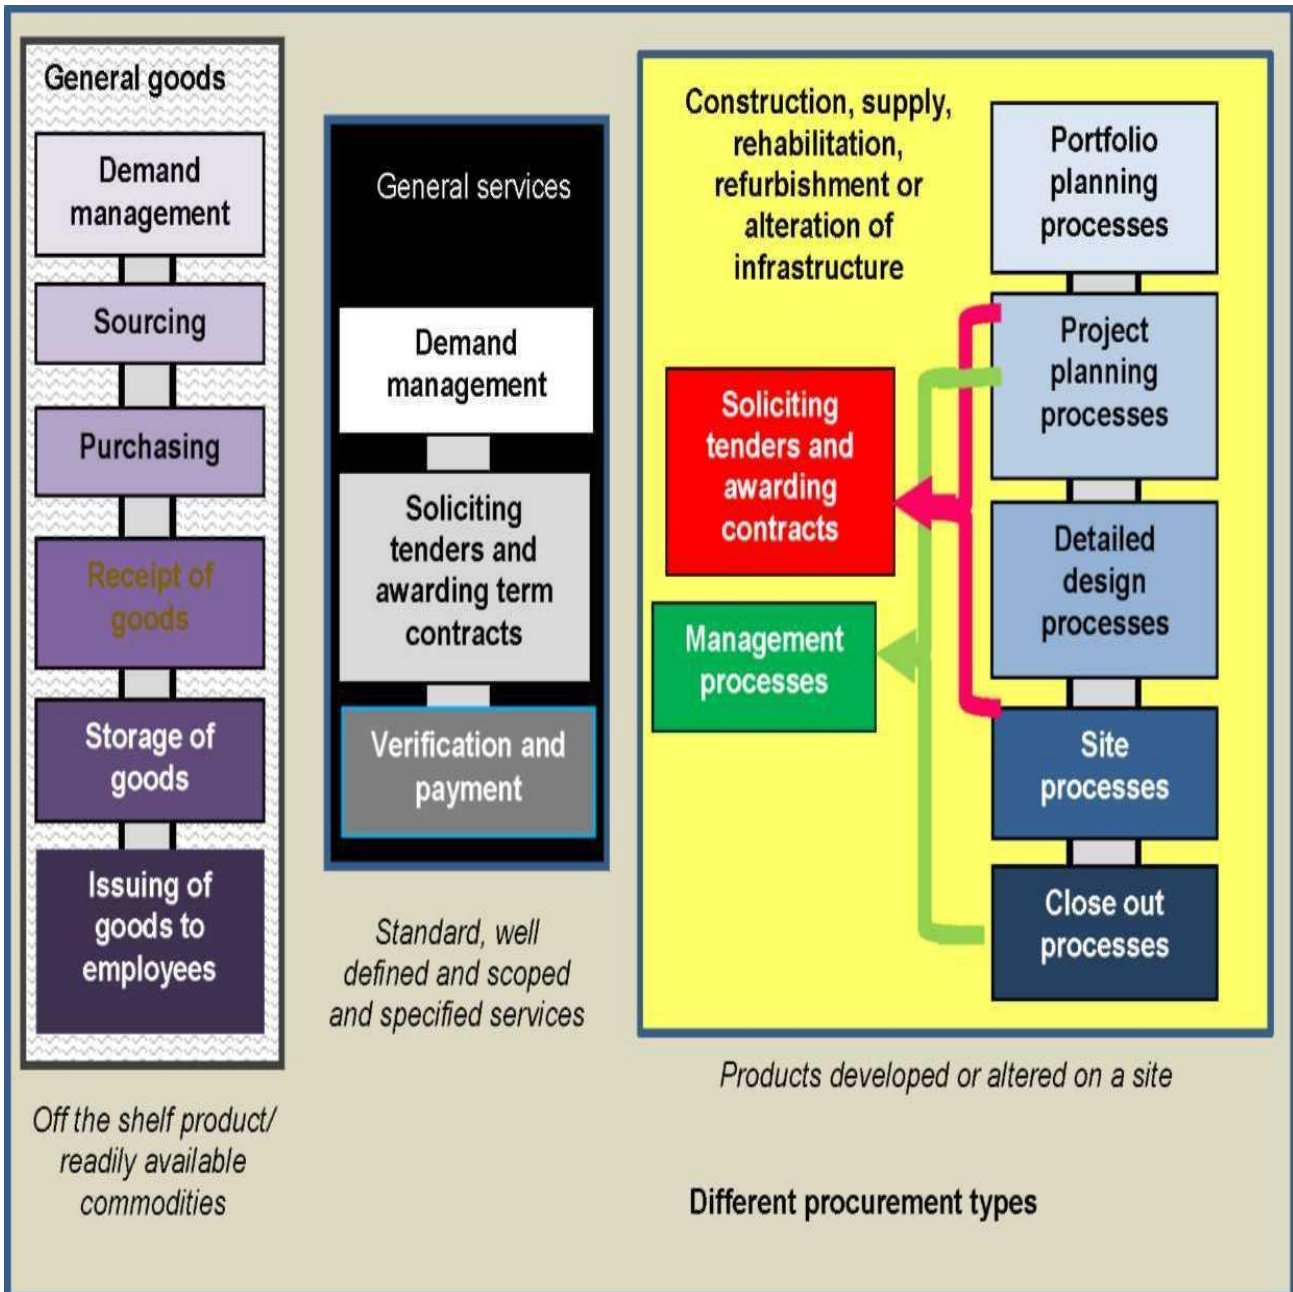 General goods
Demand
management
Sourcing
Purchasing
Receipt of
goods
Storage of
goods
Issuing of
goods to
employees
Off the shelf product/
readily available
commodities
General services
Demand
management
Soliciting
tenders and
awarding term
contracts
Verification and
payment
Standard, well
defined and scoped
and specified services
Construction, supply,
rehabilitation,
refurbishment or
alteration of
infrastructure
Soliciting
tenders and
awarding
contracts
Management
processes
Portfolio
planning
processes
Project
planning
processes
Detailed
design
processes
Site
processes
Close out
processes
Products developed or altered on a site
Different procurement types